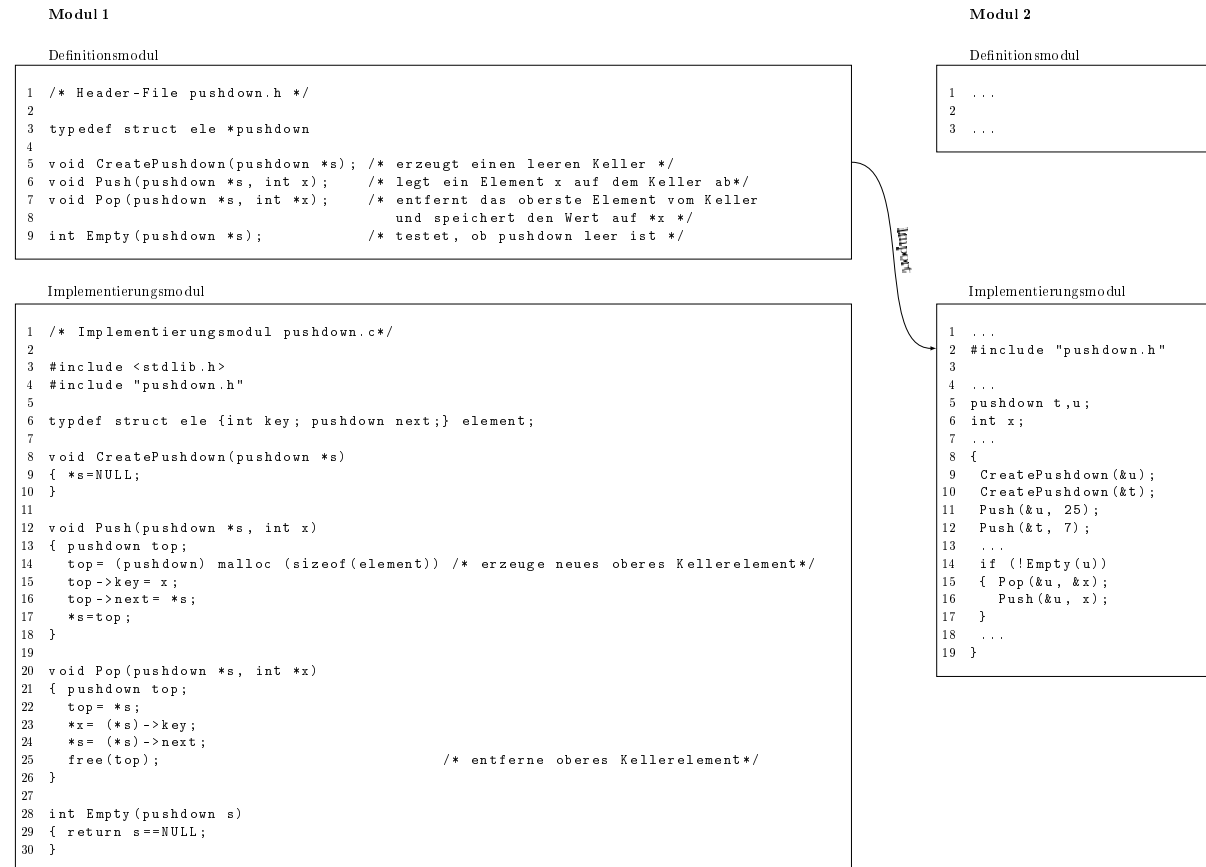 Modul 1
Definitionsmodul
1 /* Header-File pushdown.h */
2
3 typedef struct ele *pushdown
4
5 void CreatePushdown(pushdown *s); /* erzeugt einen leeren Keller */
6 void Push(pushdown *s, int x); /* legt ein Element x auf dem Keller ab*/
7 void Pop(pushdown *s, int *x); /* entfernt das oberste Element vom Keller
8 und speichert den Wert auf *x */
9 int Empty(pushdown *s); /* testet, ob pushdown leer ist */
Implementierungsmodul
1 /* Implementierungsmodul pushdown.c*/
2
3 #include <stdlib.h>
4 #include "pushdown.h"
5
6 typdef struct ele {int key; pushdown next;} element;
7
8 void CreatePushdown(pushdown *s)
9 { *s=NULL;
10 }
11
12 void Push(pushdown *s, int x)
13 { pushdown top;
14 top= (pushdown) malloc (sizeof(element)) /* erzeuge neues oberes Kellerelement*/
15 top->key= x;
16 top->next= *s;
17 *s=top;
18 }
19
20 void Pop(pushdown *s, int *x)
21 { pushdown top;
22 top= *s;
23 *x= (*s)->key;
24 *s= (*s)->next;
25 free(top); /* entferne oberes Kellerelement*/
26 }
27
28 int Empty(pushdown s)
29 { return s==NULL;
30 }
Import
Modul 2
Definitionsmodul
1 ...
2
3 ...
Implementierungsmodul
1 ...
2 #include "pushdown.h"
3
4 ...
5 pushdown t,u;
6 int x;
7 ...
8 {
9 CreatePushdown(&u);
10 CreatePushdown(&t);
11 Push(&u, 25);
12 Push(&t, 7);
13 ...
14 if (!Empty(u))
15 { Pop(&u, &x);
16 Push(&u, x);
17 }
18 ...
19 }